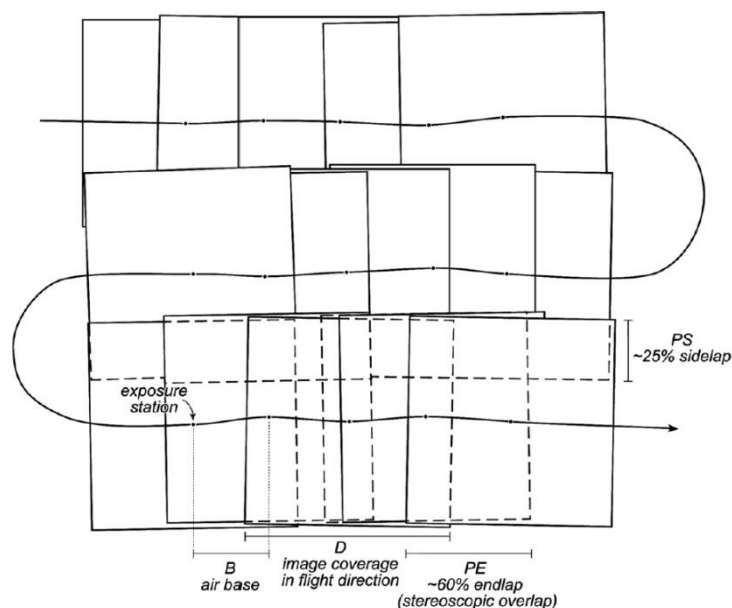 PS
~25% sidelap
exposure
station
B
air base
D
image coverage
in flight direction
PE
~60% endlap
(stereoscopic overlap)